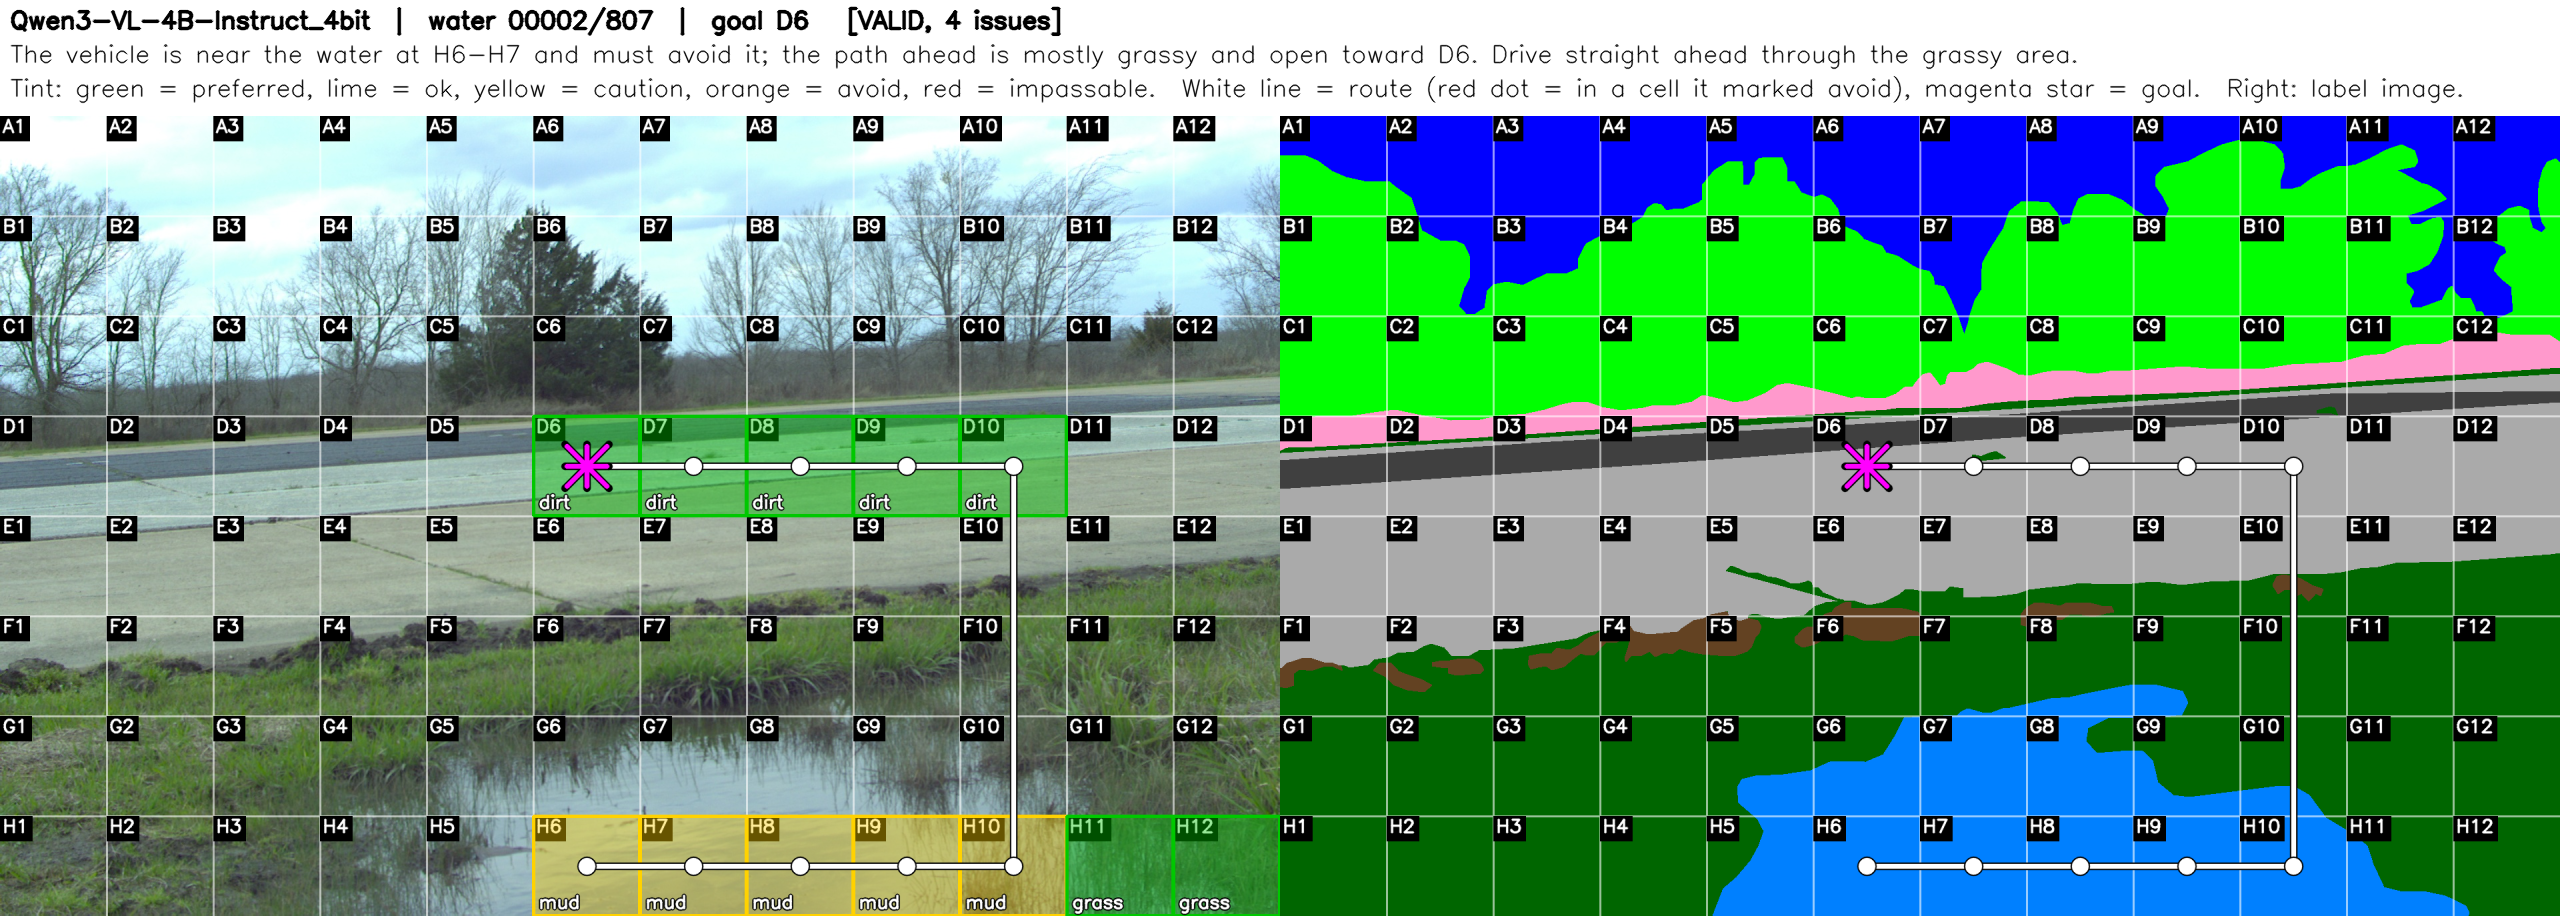 Qwen3-VL-4B-Instruct_4bit | water 00002/807 | goal D6 [VALID, 4 issues]
The vehicle is near the water at H6-H7 and must avoid it; the path ahead is mostly grassy and open toward D6. Drive straight ahead through the grassy area.
Tint: green = preferred, lime = ok, yellow = caution, orange = avoid, red = impassable. White line = route (red dot = in a cell it marked avoid), magenta star = goal. Right: label image.
A1 A2 A3 A4 A5 A6 A7 A8 A9 A10 A11 A12 A1 A2 A3 A4 A5 A6 A7 A8 A9 A10 A11 A12
B1 B2 B3 B4 B5 B6 B7 B8 B9 B10 B11 B12 B1 B2 B3 B4 B5 B6 B7 B8 B9 B10 B11 B12
C1 C2 C3 C4 C5 C6 C7 C8 C9 C10 C11 C12 C1 C2 C3 C4 C5 C6 C7 C8 C9 C10 C11 C12
D1 D2 D3 D4 D5 D6 D7 D8 D9 D10 D11 D12 D1 D2 D3 D4 D5 D6 D7 D8 D9 D10 D11 D12
dirt dirt dirt dirt dirt
E1 E2 E3 E4 E5 E6 E7 E8 E9 E10 E11 E12 E1 E2 E3 E4 E5 E6 E7 E8 E9 E10 E11 E12
F1 F2 F3 F4 F5 F6 F7 F8 F9 F10 F11 F12 F1 F2 F3 F4 F5 F6 F7 F8 F9 F10 F11 F12
G1 G2 G3 G4 G5 G6 G7 G8 G9 G10 G11 G12 G1 G2 G3 G4 G5 G6 G7 G8 G9 G10 G11 G12
H1 H2 H3 H4 H5 H6 H7 H8 H9 H10 H11 H12 H1 H2 H3 H4 H5 H6 H7 H8 H9 H10 H11 H12
mud mud mud mud mud grass grass